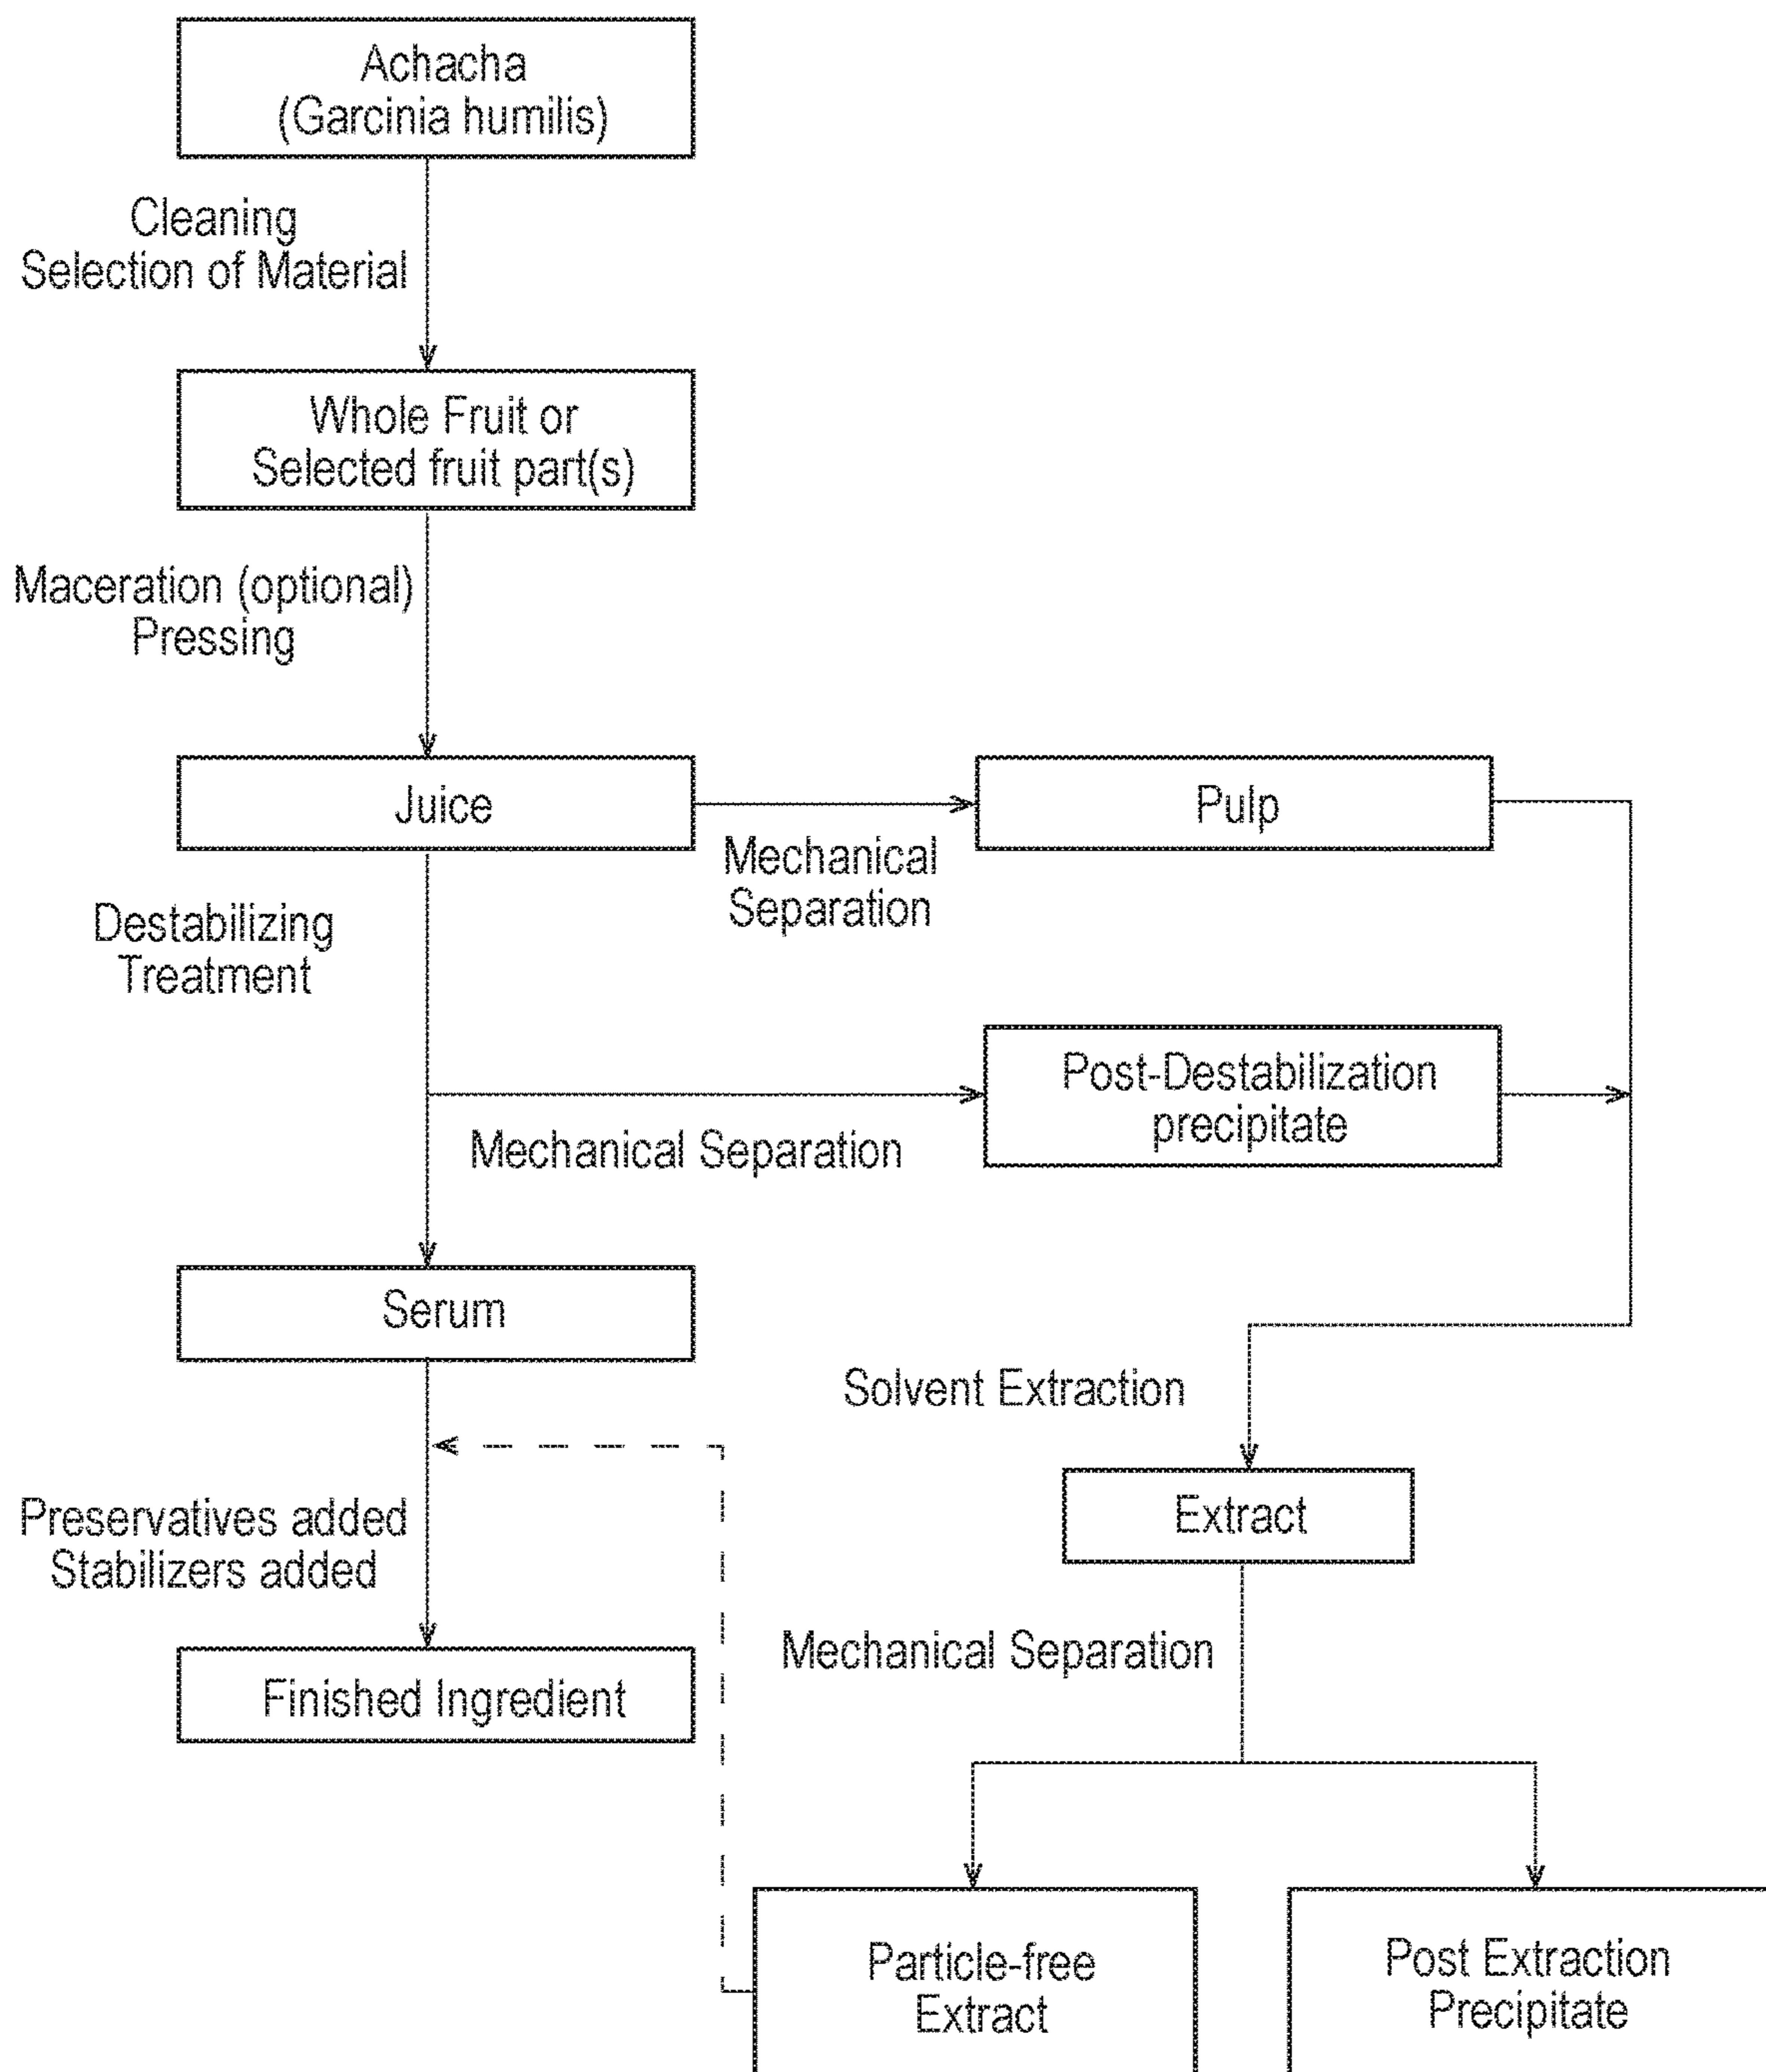 Achacha
(Garcinia humilis)
Cleaning
Selection of Material
Whole Fruit or
Selected fruit part(s)
Maceration (optional)
Pressing
Juice
Pulp
Mechanical
Separation
Destabilizing
Treatment
Post-Destabilization
precipitate
Mechanical Separation
Serum
Solvent Extraction
Extract
Preservatives added
Stabilizers added
Mechanical Separation
Finished Ingredient
Particle-free
Extract
Post Extraction
Precipitate